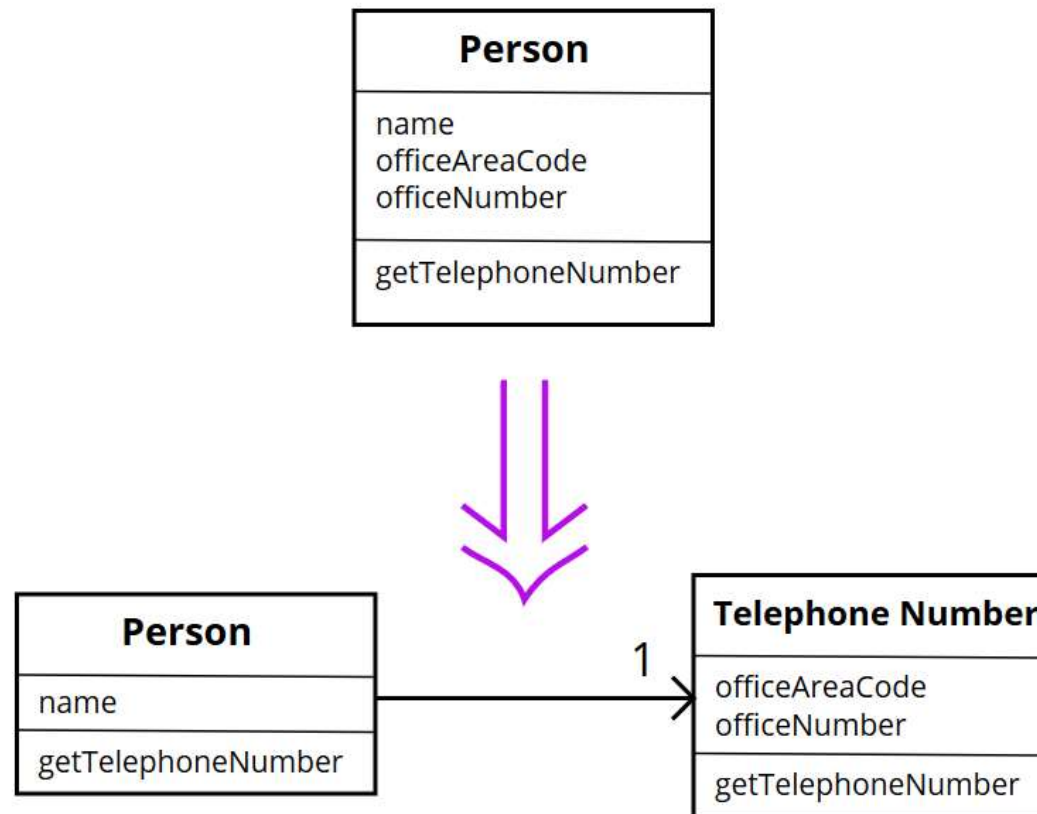 Person
name
officeAreaCode
officeNumber
getTelephoneNumber
Person
name
getTelephoneNumber
1
Telephone Number
officeAreaCode
officeNumber
getTelephoneNumber